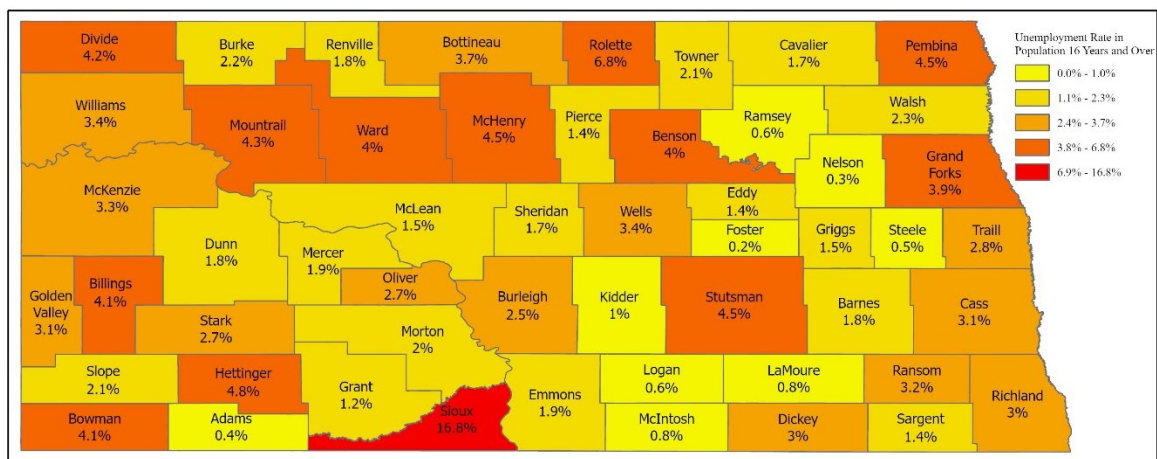 Divide
4.2%
Burke
2.2%
Renville
1.8%
Bottineau
3.7%
Rolette
6.8%
Towner
2.1%
Cavalier
1.7%
Pembina
4.5%
Williams
3.4%
Mountrail
4.3%
Ward
4%
McHenry
4.5%
Pierce
1.4%
Benson
4%
Ramsey
0.6%
Walsh
2.3%
Nelson
0.3%
Grand
Forks
3.9%
McKenzie
3.3%
Dunn
1.8%
Mercer
1.9%
McLean
1.5%
Sheridan
1.7%
Wells
3.4%
Eddy
1.4%
Foster
0.2%
Griggs
1.5%
Steele
0.5%
Traill
2.8%
Golden
Valley
3.1%
Billings
4.1%
Stark
2.7%
Oliver
2.7%
Morton
2%
Burleigh
2.5%
Kidder
1%
Stutsman
4.5%
Barnes
1.8%
Cass
3.1%
Slope
2.1%
Hettinger
4.8%
Grant
1.2%
Sioux
16.8%
Emmons
1.9%
Logan
0.6%
LaMoure
0.8%
Ransom
3.2%
Richland
3%
Bowman
4.1%
Adams
0.4%
McIntosh
0.8%
Dickey
3%
Sargent
1.4%
Unemployment Rate in
Population 16 Years and Over
0.0% - 1.0%
1.1% - 2.3%
2.4% - 3.7%
3.8% - 6.8%
6.9% - 16.8%